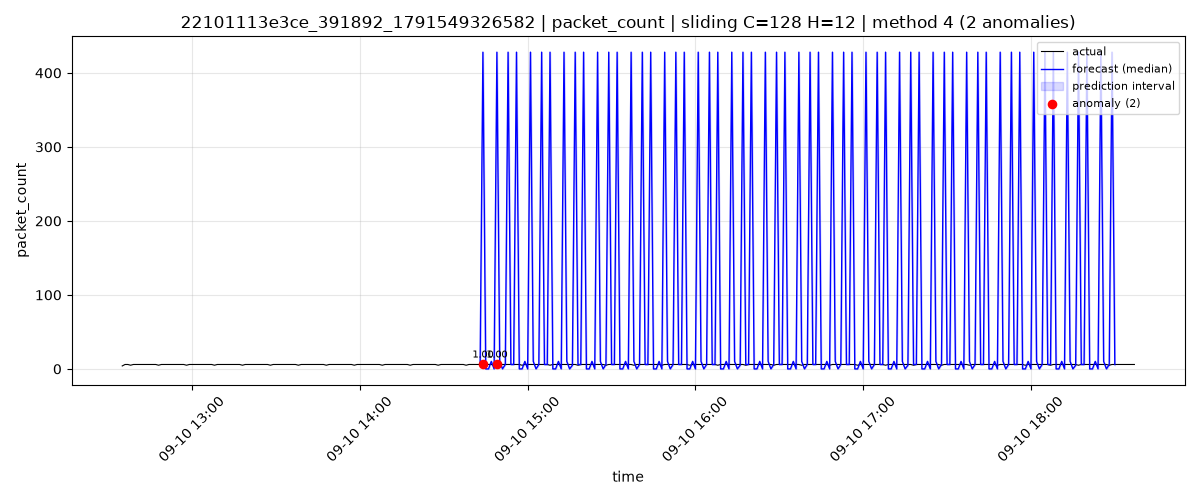 22101113e3ce_391892_1791549326582 | packet_count | sliding C=128 H=12 | method 4 (2 anomalies)
actual
forecast (median)
prediction interval
anomaly (2)
packet_count
400
300
200
100
0
1.00
09-10 13:00
09-10 14:00
09-10 15:00
09-10 16:00
09-10 17:00
09-10 18:00
time